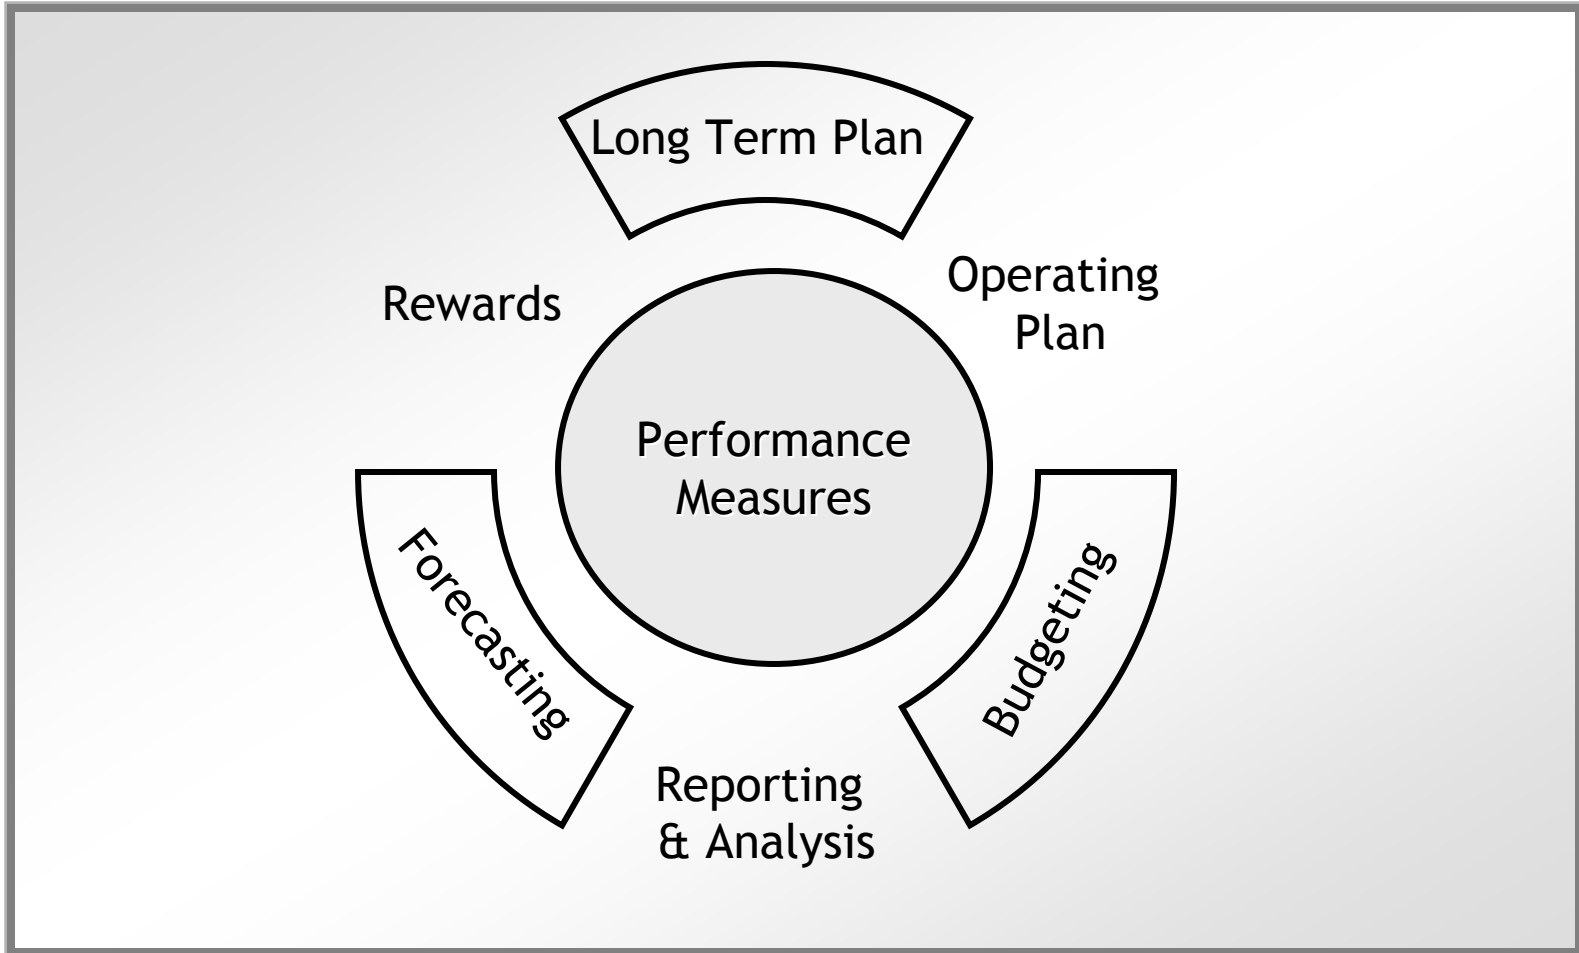 Long Term Plan
Rewards
Operating
Plan
Performance
Measures
Forecasting
Budgeting
Reporting
& Analysis